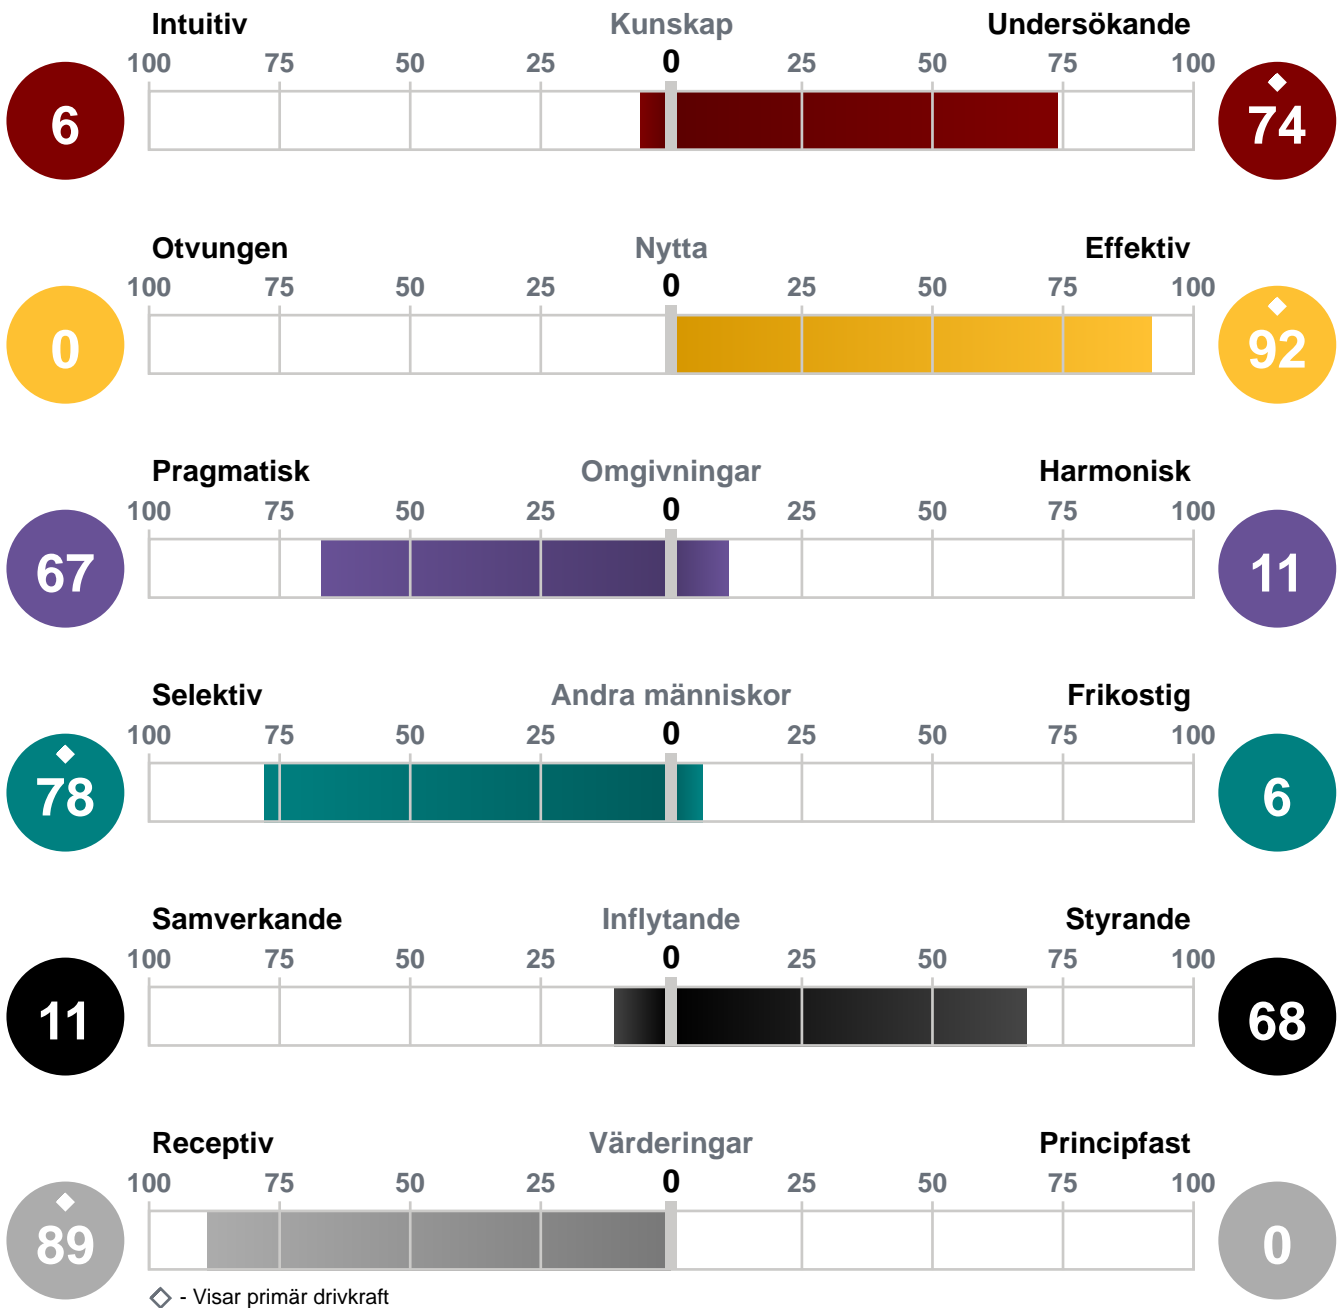 Intuitiv Kunskap Undersökande
100 75 50 25 0 25 50 75 100
6 74
Otvungen Nytta Effektiv
100 75 50 25 0 25 50 75 100
0 92
Pragmatisk Omgivningar Harmonisk
100 75 50 25 0 25 50 75 100
67 11
Selektiv Andra människor Frikostig
100 75 50 25 0 25 50 75 100
78 6
Samverkande Inflytande Styrande
100 75 50 25 0 25 50 75 100
11 68
Receptiv Värderingar Principfast
100 75 50 25 0 25 50 75 100
89 0
- Visar primär drivkraft